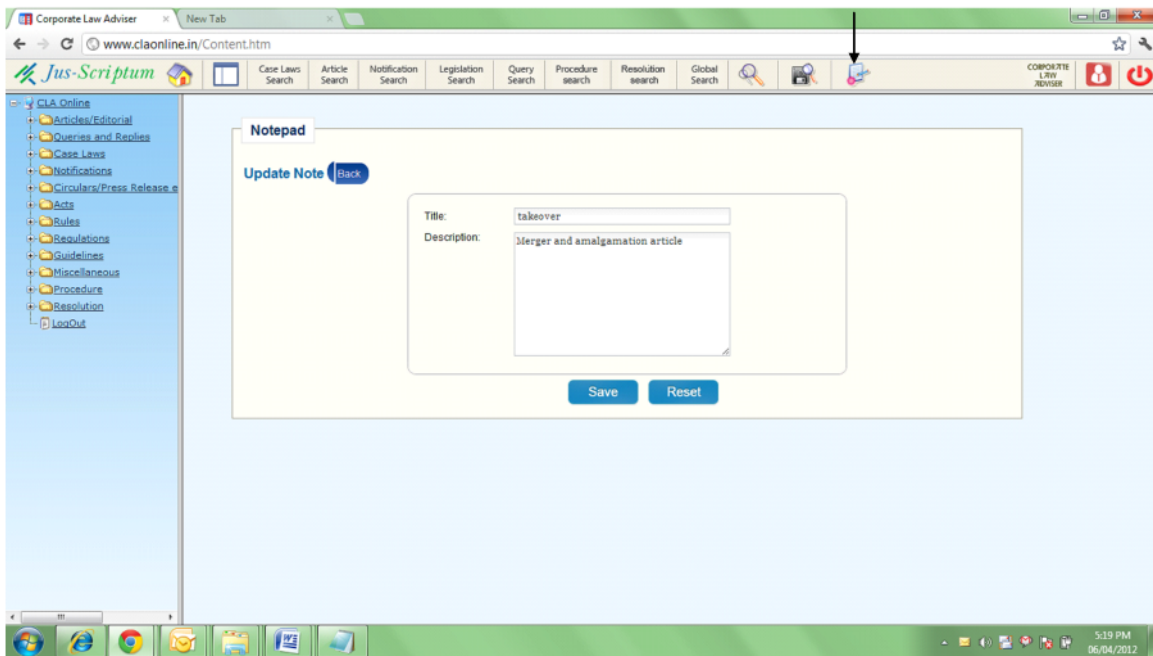 Corporate Law Adviser
New Tab
www.claonline.in/Content.htm
Jus-Scriptum
Case Laws Search
Article Search
Notification Search
Legislation Search
Query Search
Procedure search
Resolution search
Global Search
CORPORATE
LAW
ADVISER
CLA Online
Articles/Editorial
Queries and Replies
Case Laws
Notifications
Circulars/Press Release e
Acts
Rules
Regulations
Guidelines
Miscellaneous
Procedure
Resolution
LogOut
Notepad
Update Note Back
Title: takeover
Description: Merger and amalgamation article
Save Reset
5:19 PM
06/04/2012